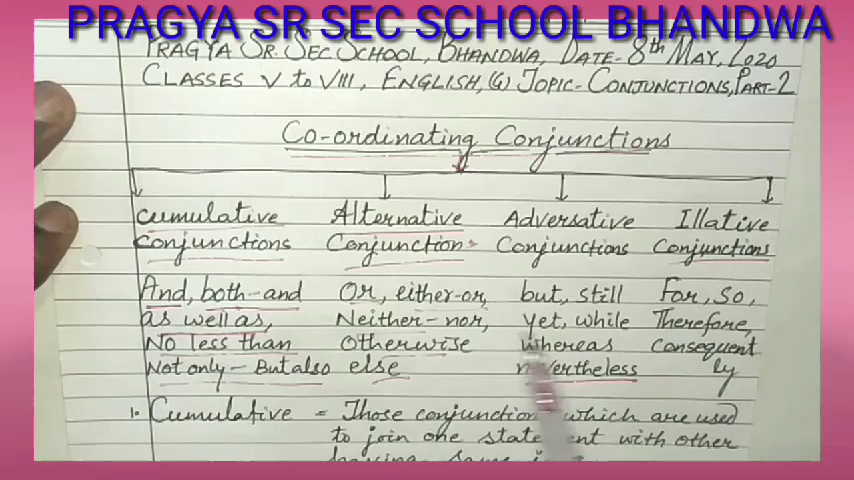 PRAGYA SR SEC SCHOOL BHANDWA
PRAGYA SR. SEC SCHOOL, BHANDWA, DATE- 8th MAY, 2020
CLASSES V to VIII, ENGLISH, (G) TOPIC- CONJUNCTIONS, PART-2
Co-ordinating Conjunctions
Cumulative Alternative Adversative Illative
Conjunctions Conjunctions Conjunctions Conjunctions
And, both-and Or, either-or, but, still For, So,
as well as, Neither-nor, yet, while Therefore,
No less than Otherwise whereas Consequent
Not only - But also else nevertheless ly
1. Cumulative = Those conjunction which are used
to join one statement with other
having same